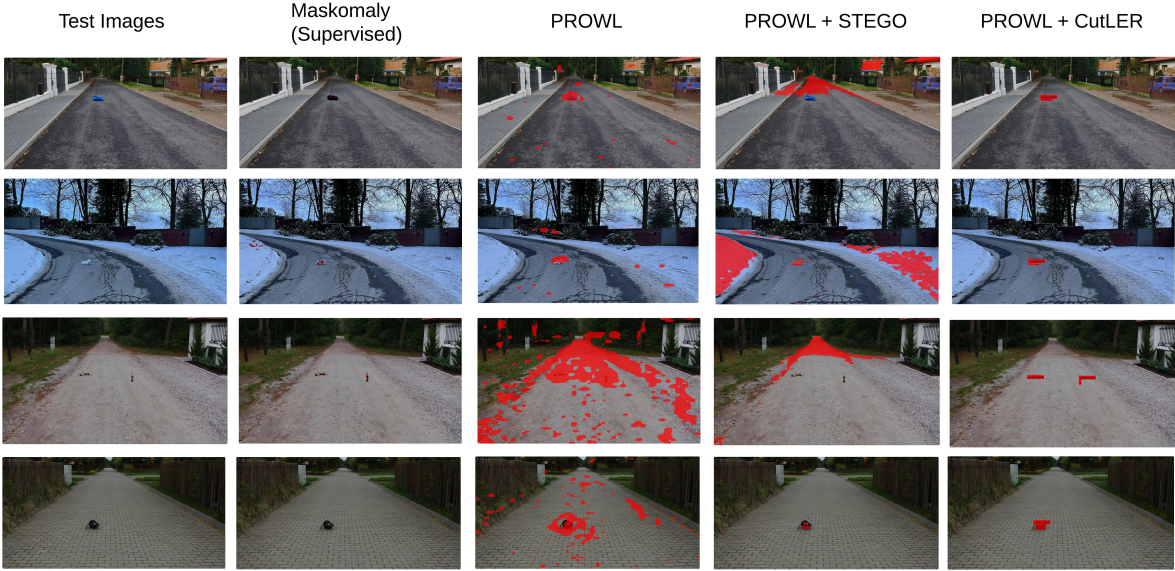 Test Images
Maskomaly
(Supervised)
PROWL
PROWL + STEGO
PROWL + CutLER